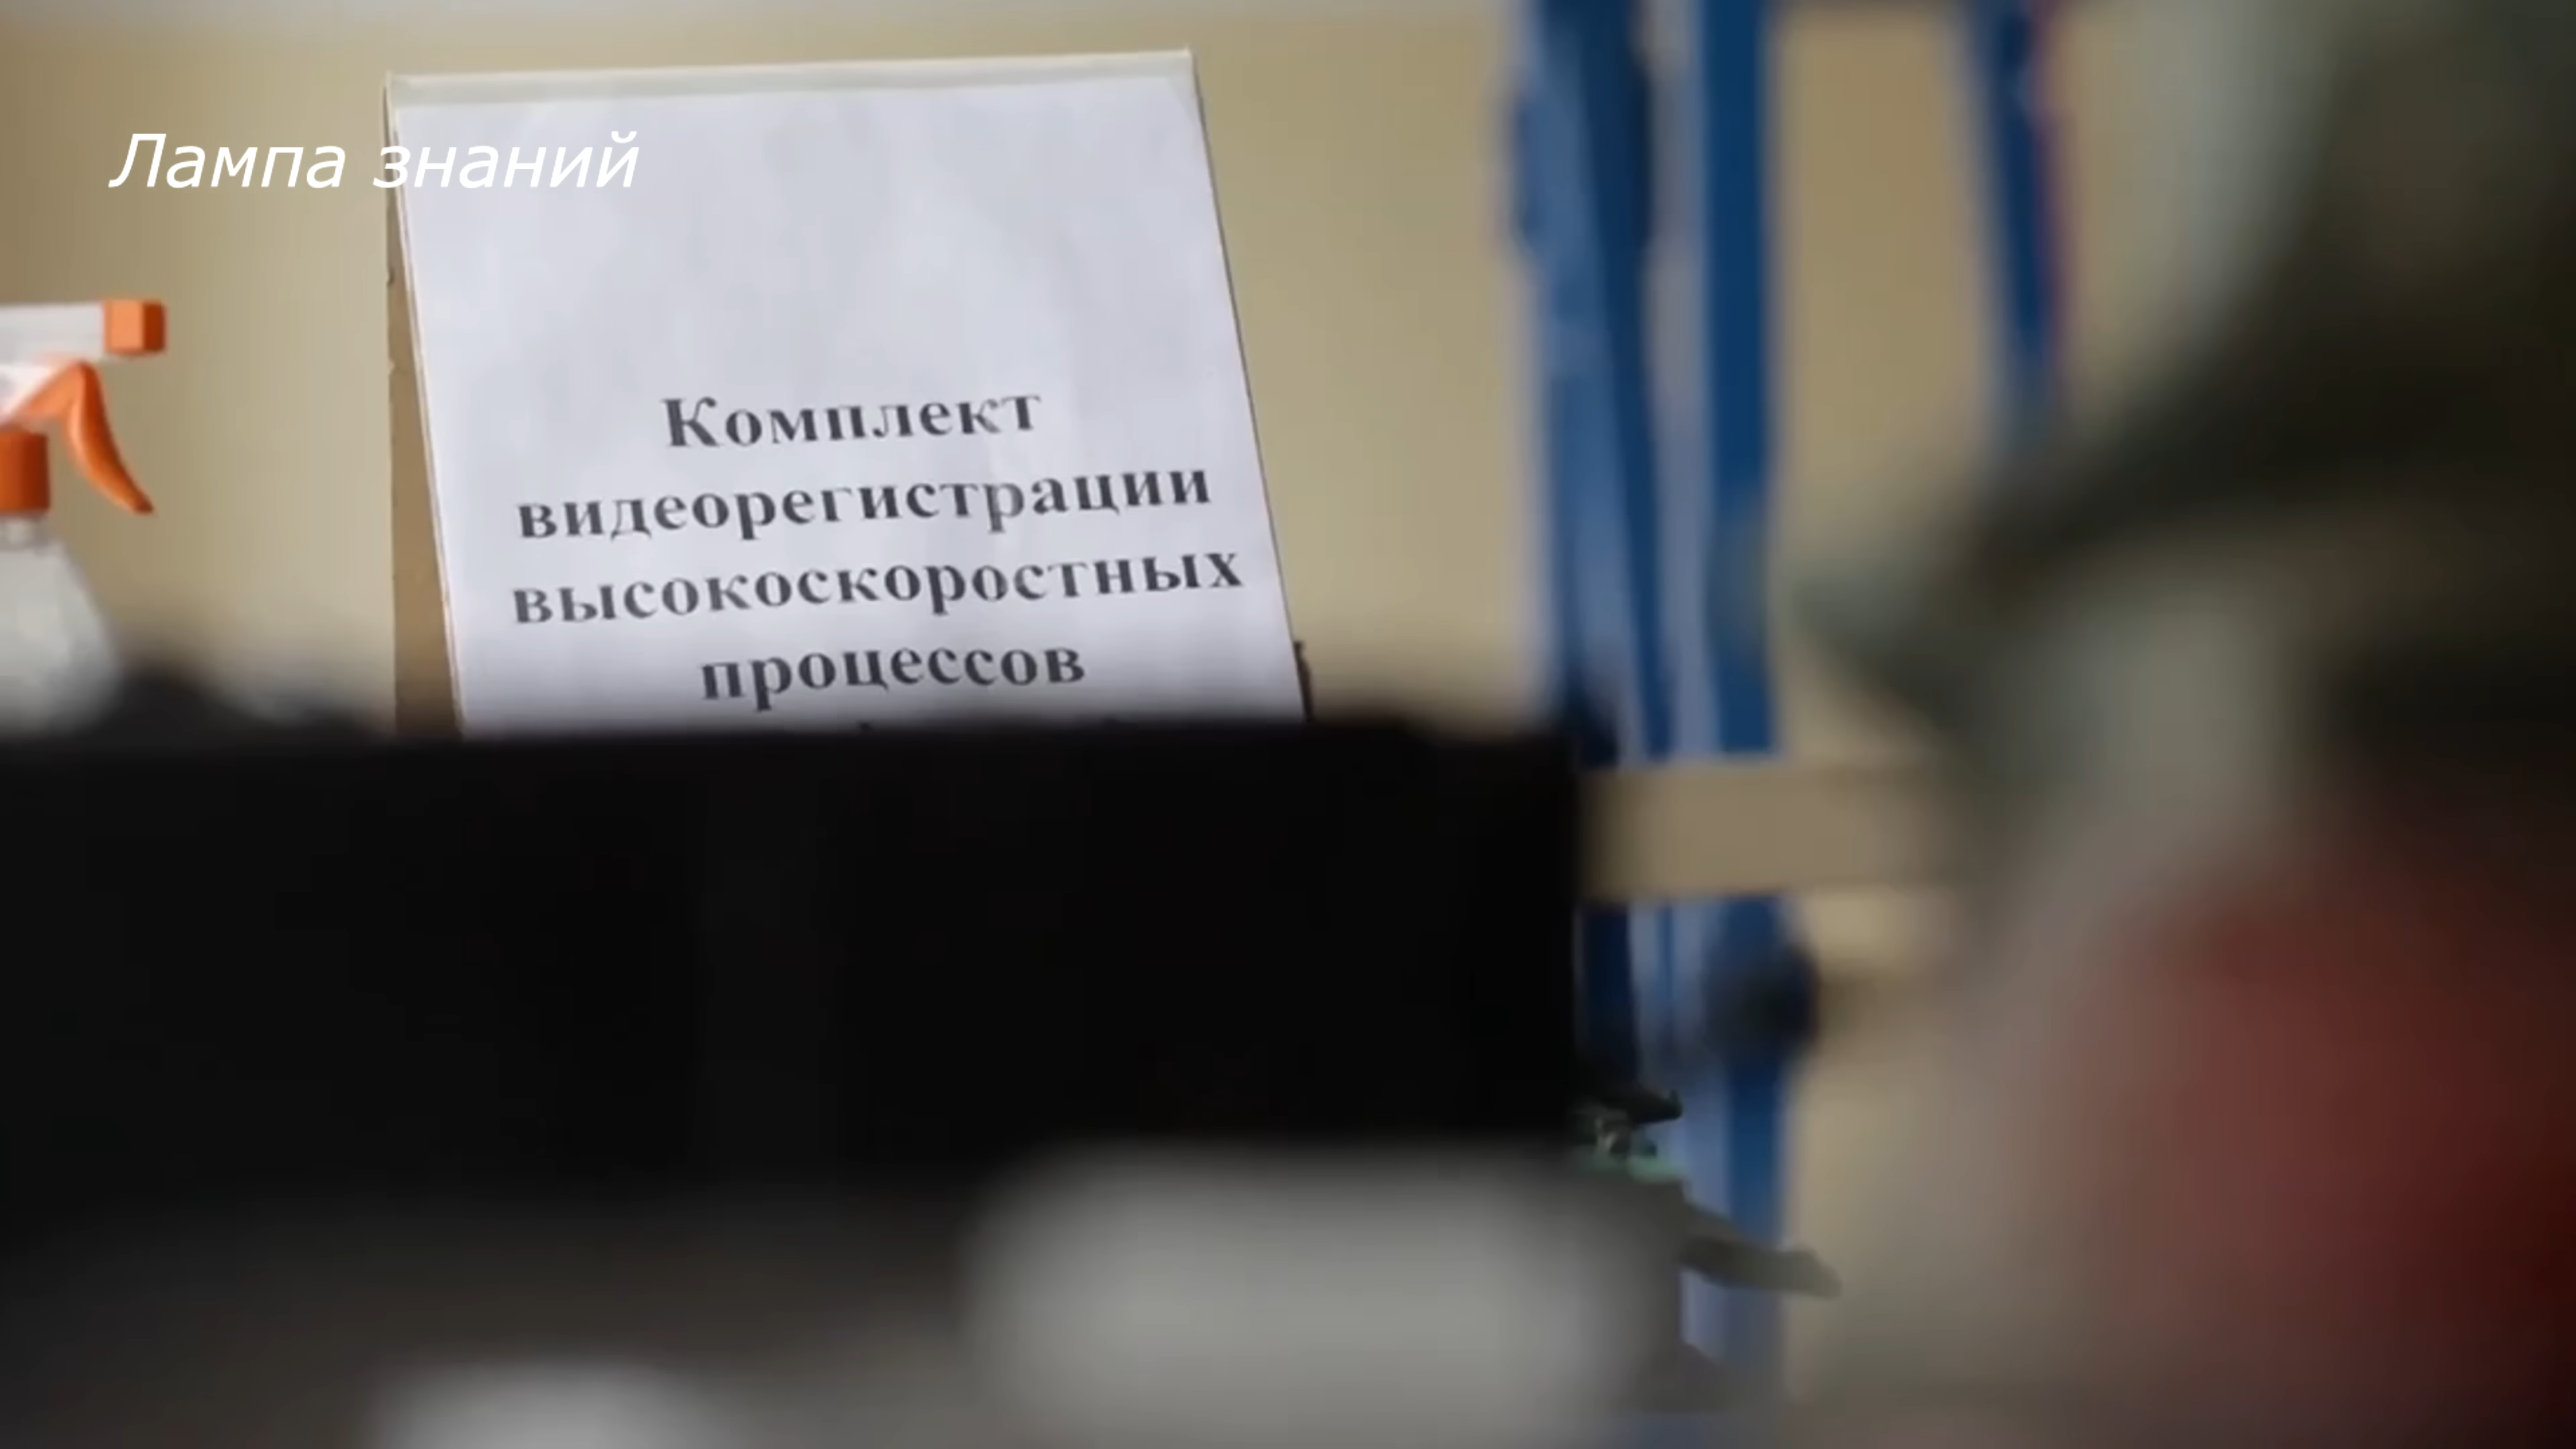 Лампа знаний
Комплект
видеорегистрации
высокоскоростных
процессов